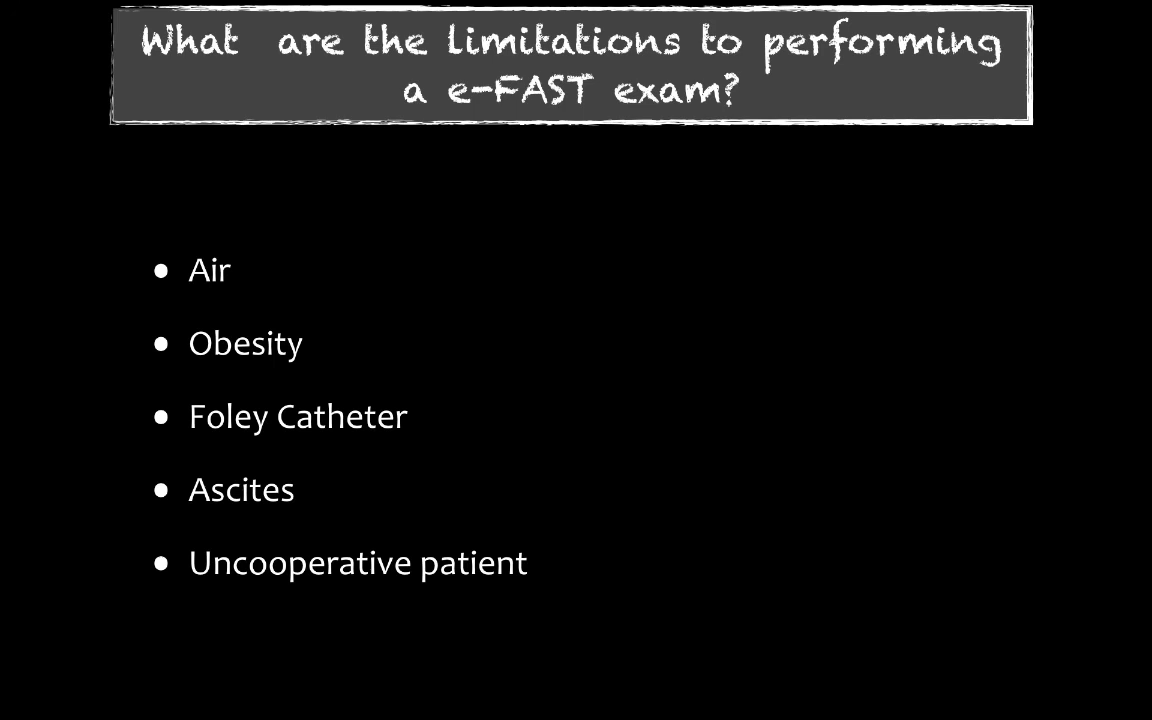 What are the limitations to performing
a e-FAST exam?
• Air
• Obesity
• Foley Catheter
• Ascites
• Uncooperative patient